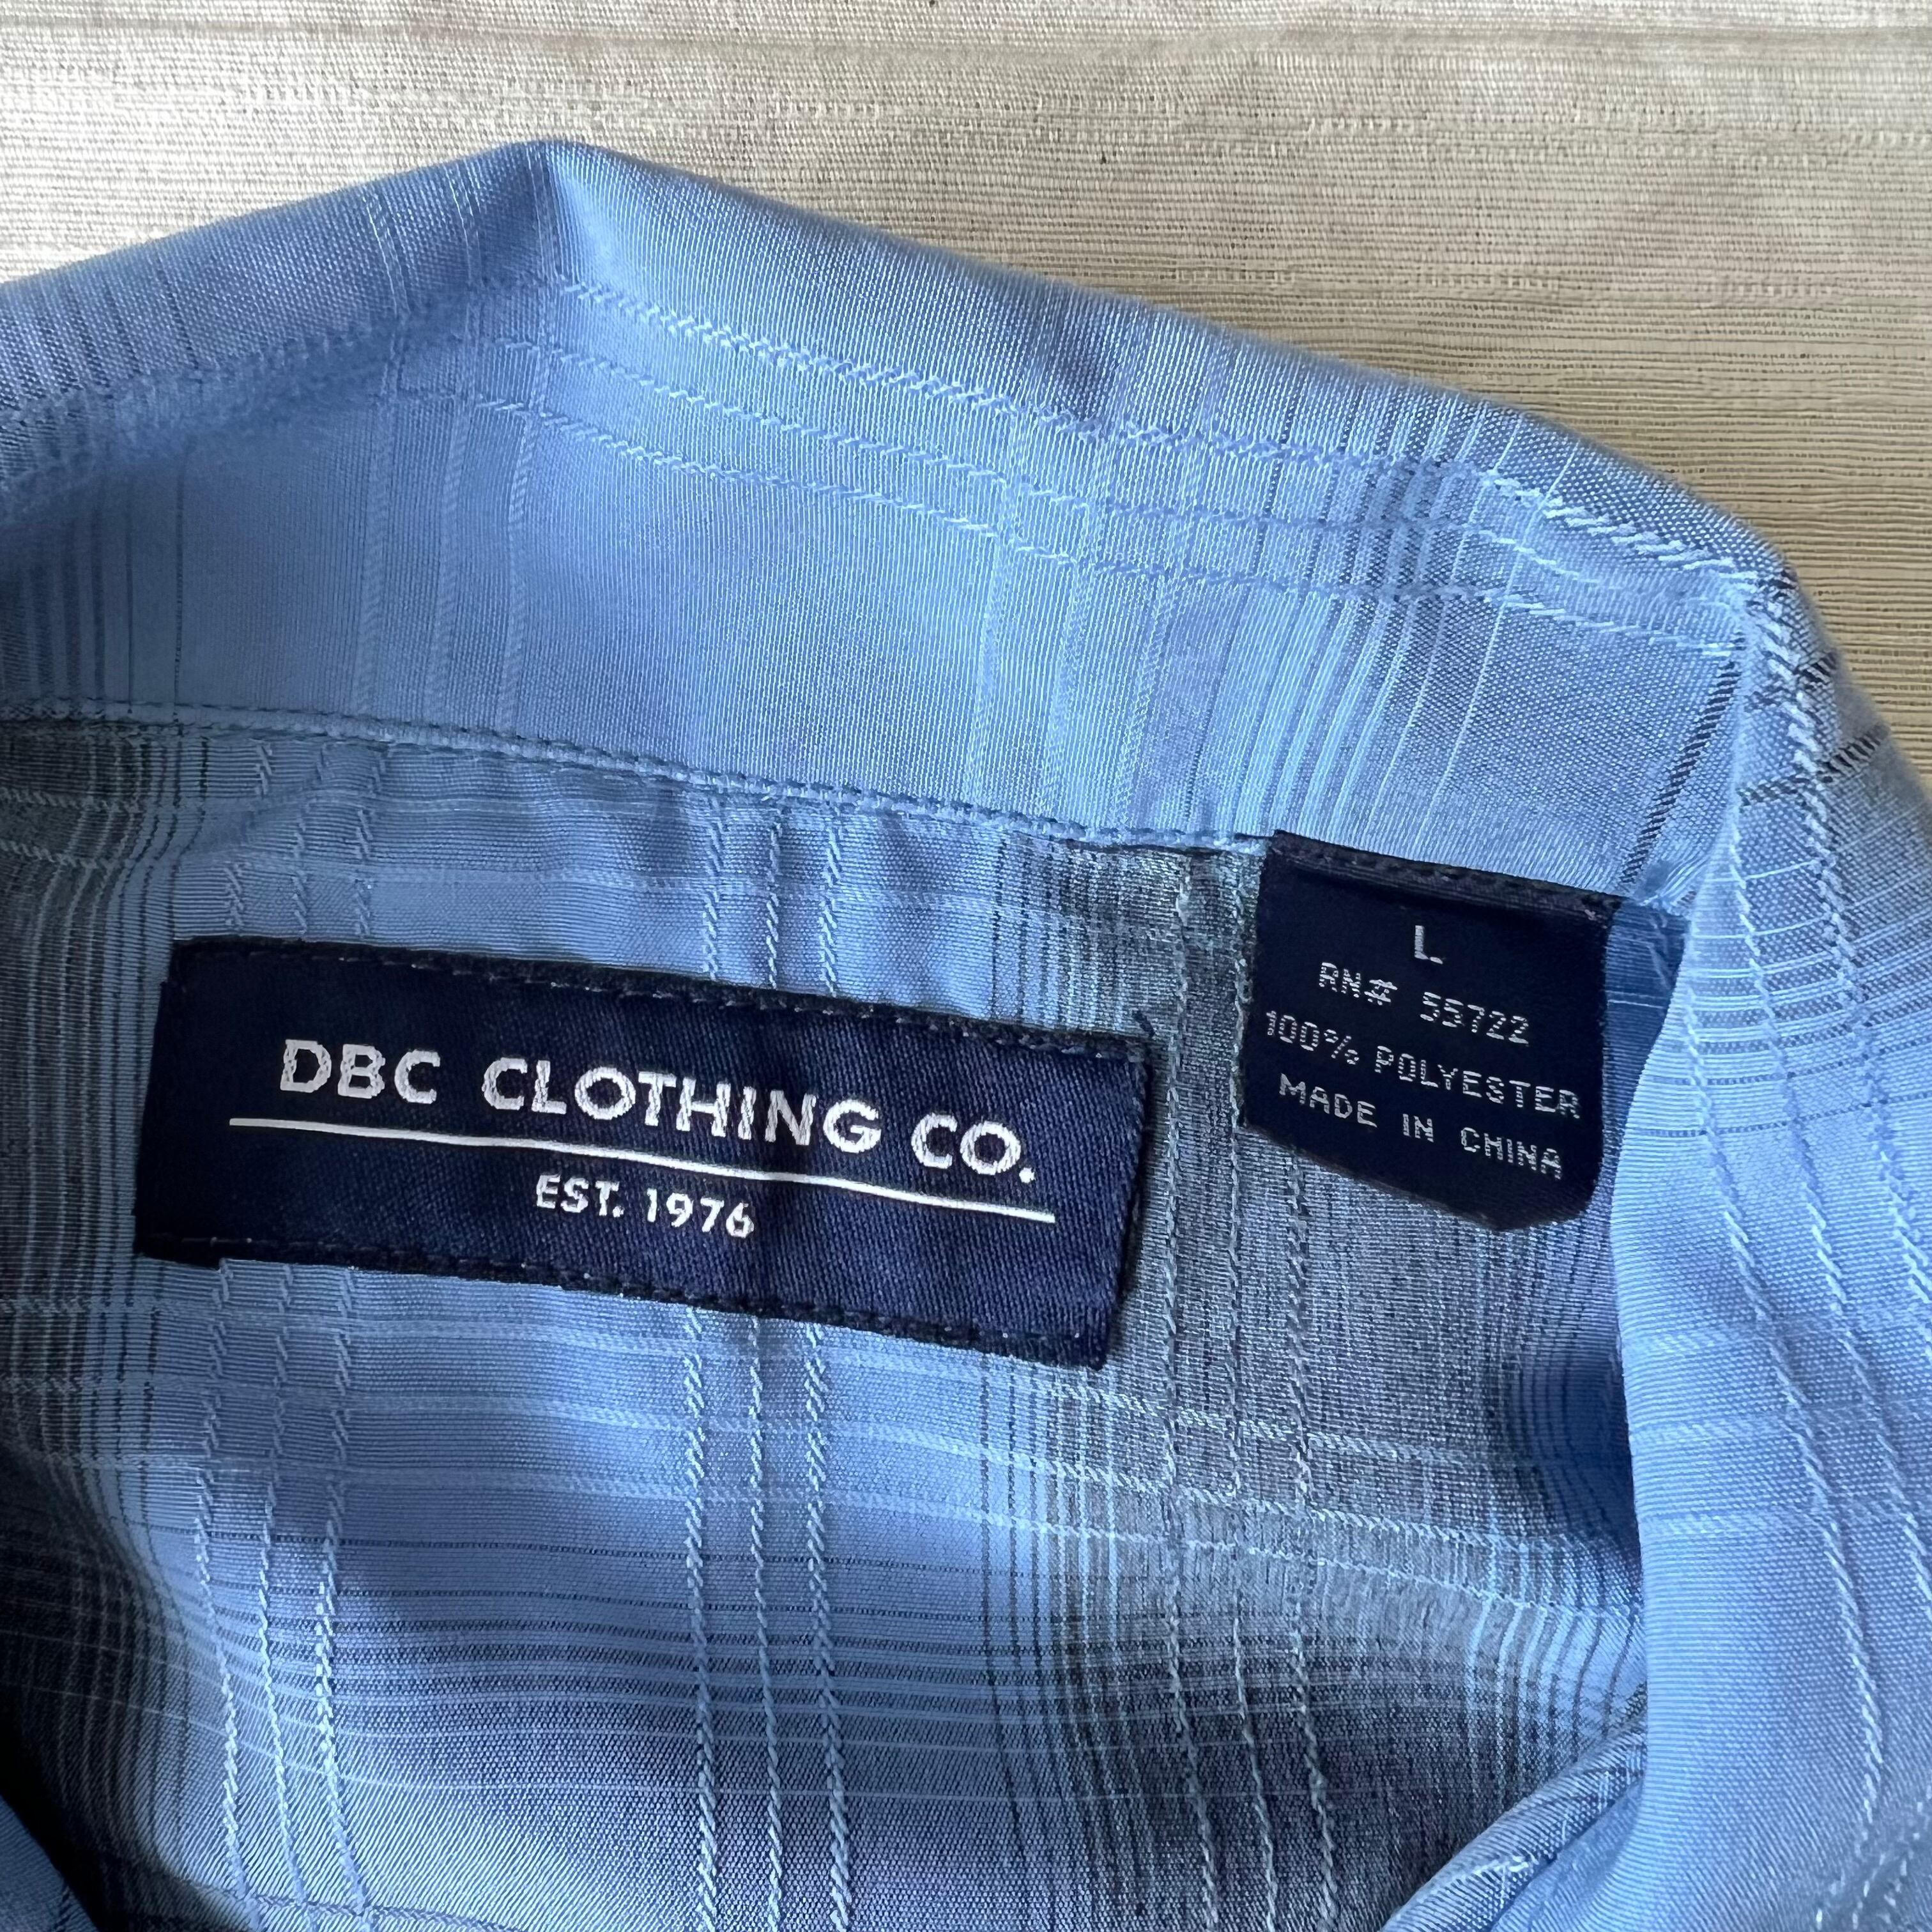 DBC CLOTHING CO.
EST. 1976
L
RN# 55722
100% POLYESTER
MADE IN CHINA